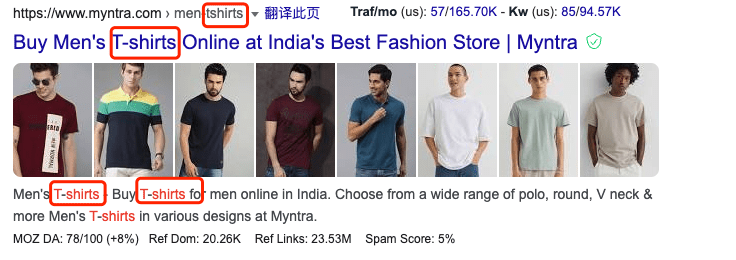 https://www.myntra.com › men-tshirts ▾ 翻译此页 Traf/mo (us): 57/165.70K - Kw (us): 85/94.57K
Buy Men's T-shirts Online at India's Best Fashion Store | Myntra
Men's T-shirts - Buy T-shirts for men online in India. Choose from a wide range of polo, round, V neck &
more Men's T-shirts in various designs at Myntra.
MOZ DA: 78/100 (+8%) Ref Dom: 20.26K Ref Links: 23.53M Spam Score: 5%